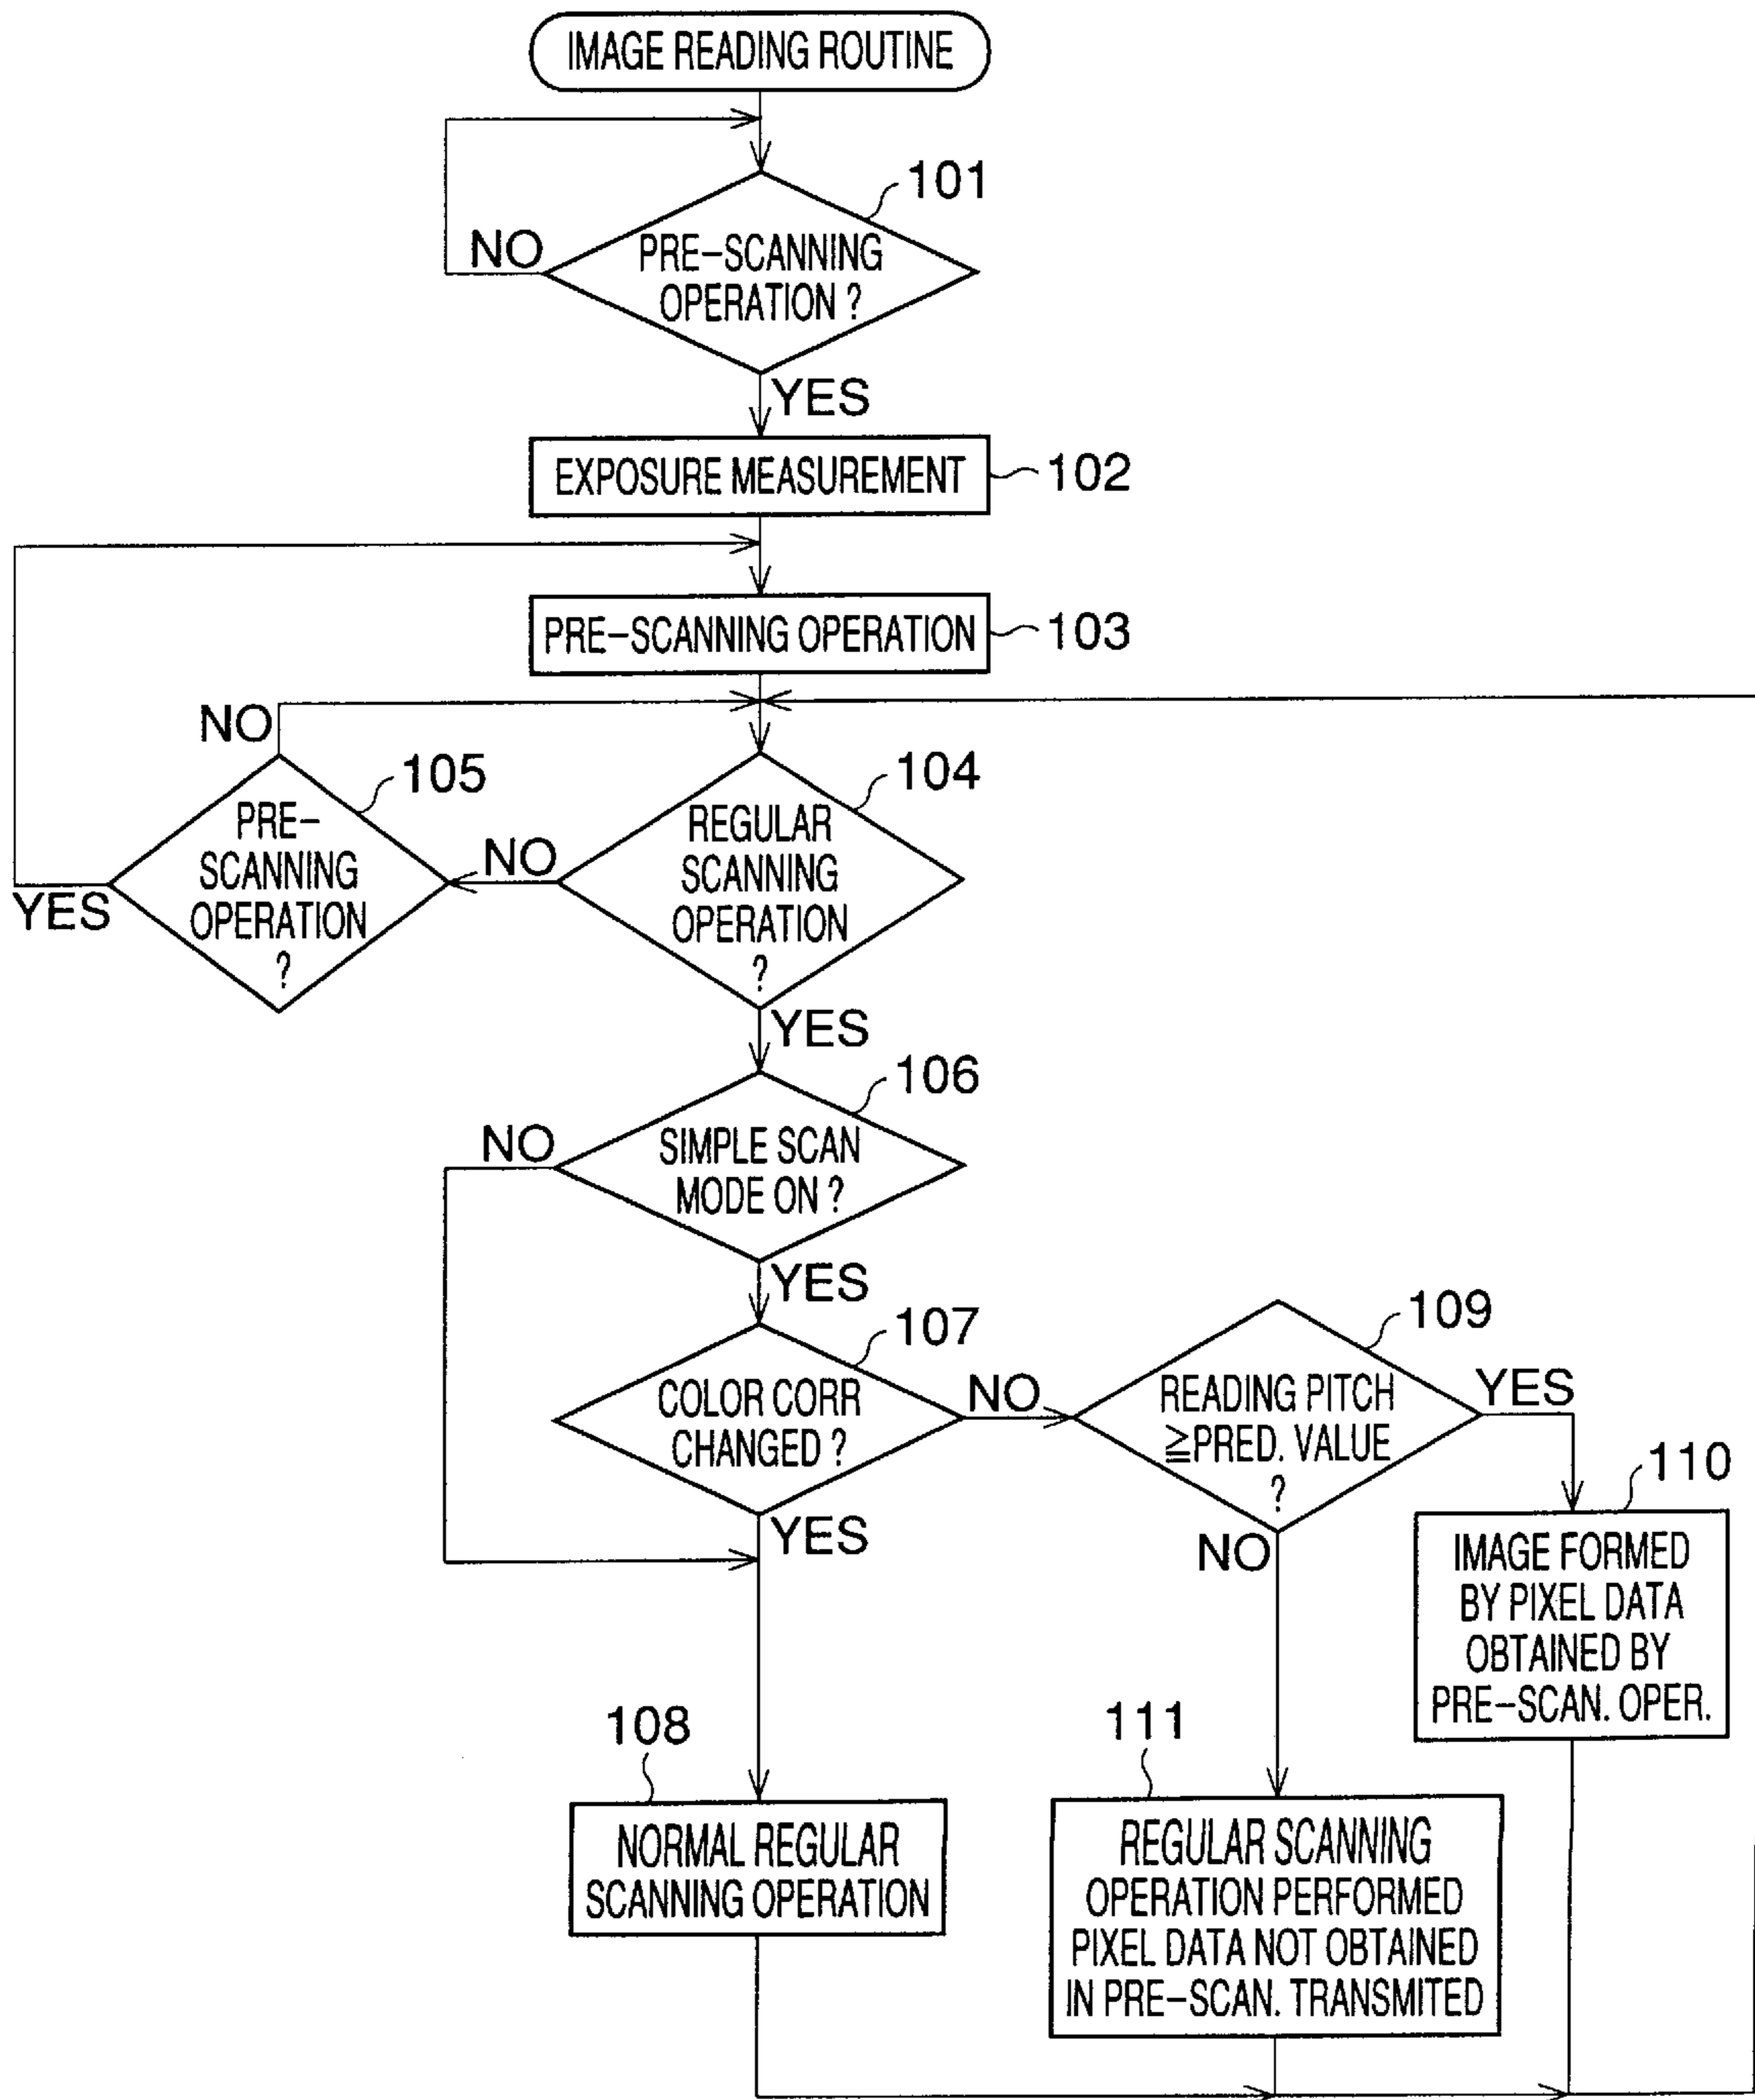 IMAGE READING ROUTINE
101
NO
PRE-SCANNING
OPERATION ?
YES
EXPOSURE MEASUREMENT
102
PRE-SCANNING OPERATION
103
NO
105
104
PRE-
SCANNING
OPERATION
?
YES
NO
REGULAR
SCANNING
OPERATION
?
YES
106
NO
SIMPLE SCAN
MODE ON ?
YES
107
COLOR CORR
CHANGED ?
NO
YES
109
READING PITCH
≧PRED. VALUE
?
YES
NO
110
IMAGE FORMED
BY PIXEL DATA
OBTAINED BY
PRE-SCAN. OPER.
108
NORMAL REGULAR
SCANNING OPERATION
111
REGULAR SCANNING
OPERATION PERFORMED
PIXEL DATA NOT OBTAINED
IN PRE-SCAN. TRANSMITED